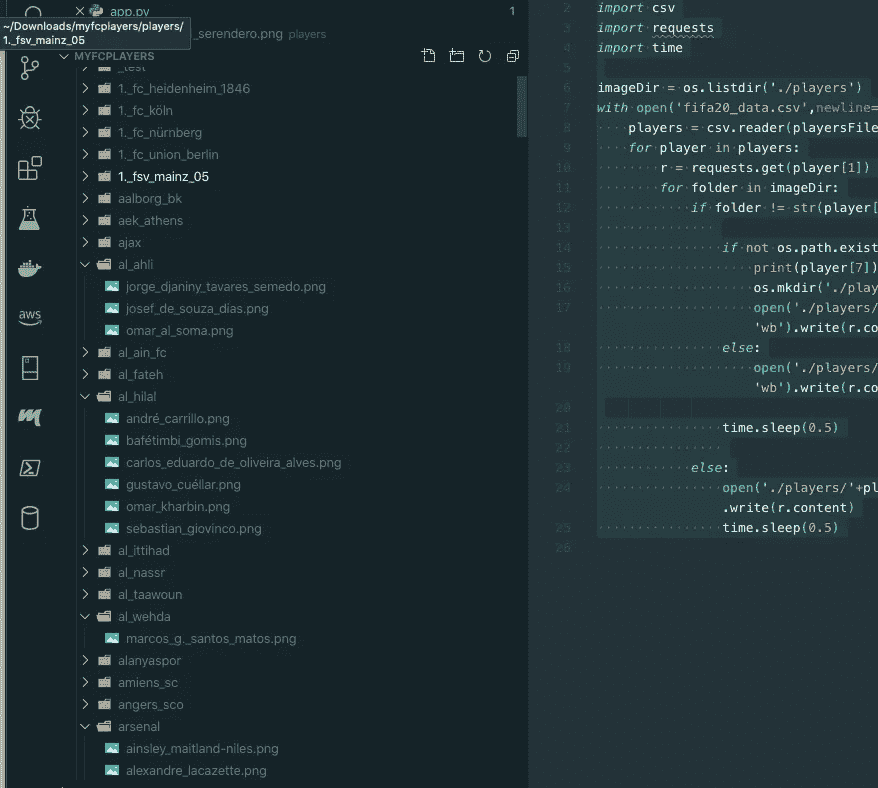 app.py
1
~/Downloads/myfcplayers/players/
1._fsv_mainz_05
_serendero.png players
MYFCPLAYERS
_test
1._fc_heidenheim_1846
1._fc_köln
1._fc_nürnberg
1._fc_union_berlin
1._fsv_mainz_05
aalborg_bk
aek_athens
ajax
al_ahli
jorge_djaniny_tavares_semedo.png
josef_de_souza_dias.png
omar_al_soma.png
al_ain_fc
al_fateh
al_hilal
andré_carrillo.png
bafétimbi_gomis.png
carlos_eduardo_de_oliveira_alves.png
gustavo_cuéllar.png
omar_kharbin.png
sebastian_giovinco.png
al_ittihad
al_nassr
al_taawoun
al_wehda
marcos_g._santos_matos.png
alanyaspor
amiens_sc
angers_sco
arsenal
ainsley_maitland-niles.png
alexandre_lacazette.png
aws
2 import csv
3 import requests
4 import time
5
6 imageDir = os.listdir('./players')
7 with open('fifa20_data.csv',newline=
8 players = csv.reader(playersFile
9 for player in players:
10 r = requests.get(player[1])
11 for folder in imageDir:
12 if folder != str(player[
13
14 if not os.path.exist
15 print(player[7])
16 os.mkdir('./play
17 open('./players/
'wb').write(r.co
18 else:
19 open('./players/
'wb').write(r.co
20
21 time.sleep(0.5)
22
23 else:
24 open('./players/'+pl
.write(r.content)
25 time.sleep(0.5)
26